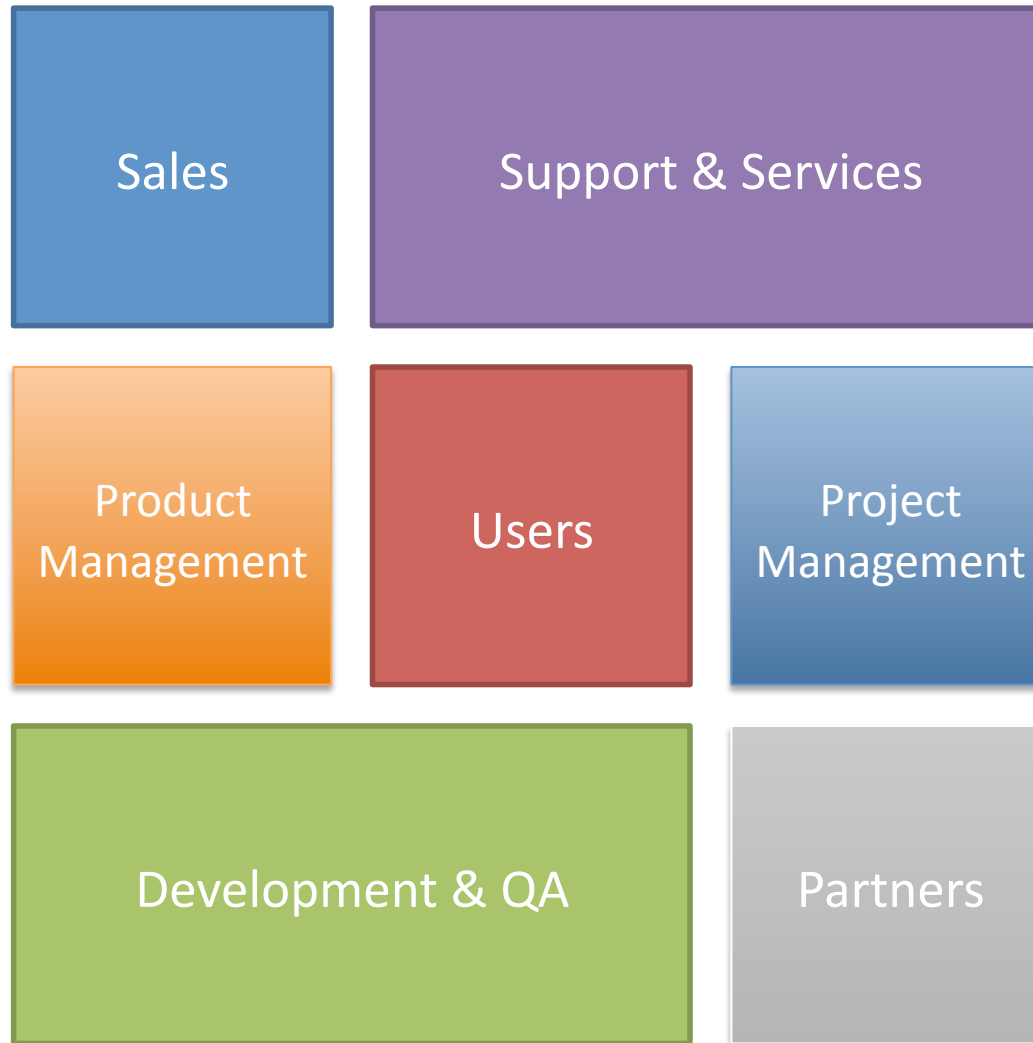 Sales
Support & Services
Product
Management
Users
Project
Management
Development & QA
Partners